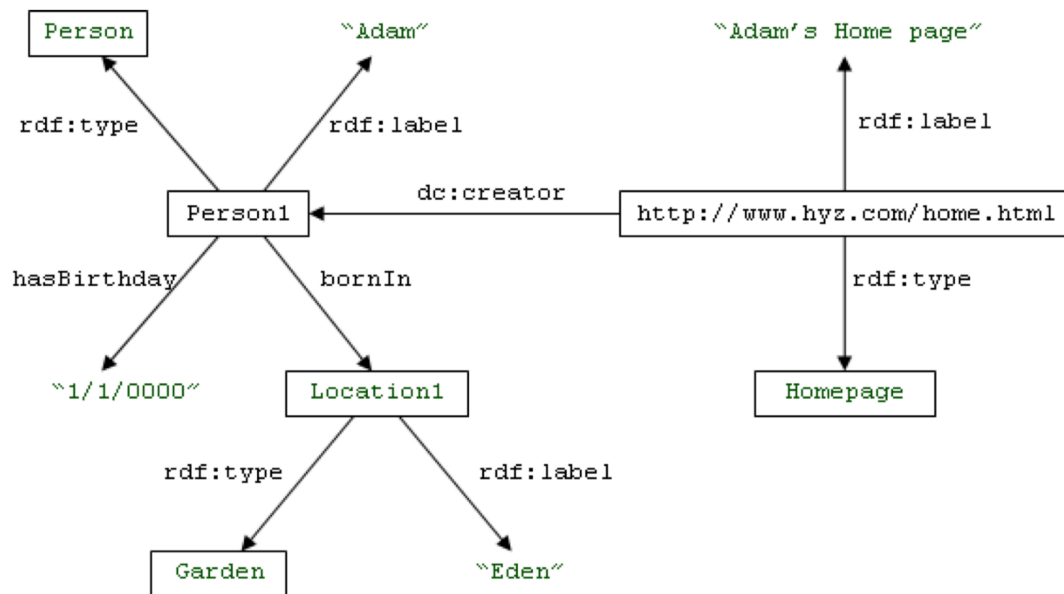 Person
"Adam"
"Adam's Home page"
rdf:type
rdf:label
rdf:label
dc:creator
Person1
http://www.hyz.com/home.html
hasBirthday
bornIn
rdf:type
"1/1/0000"
Location1
Homepage
rdf:type
rdf:label
Garden
"Eden"